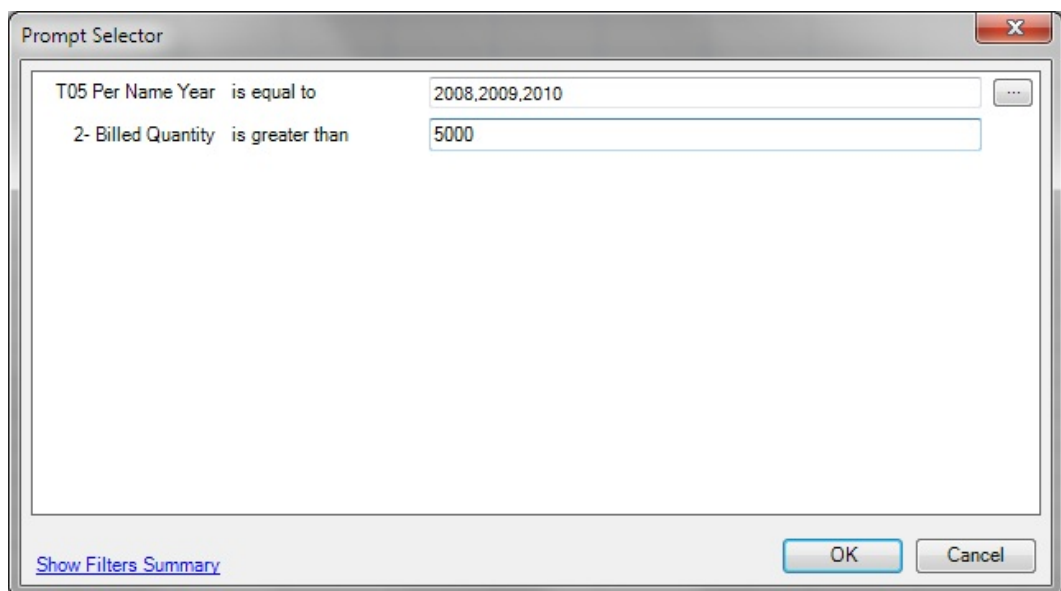 Prompt Selector
T05 Per Name Year is equal to 2008,2009,2010 ...
2- Billed Quantity is greater than 5000
Show Filters Summary OK Cancel